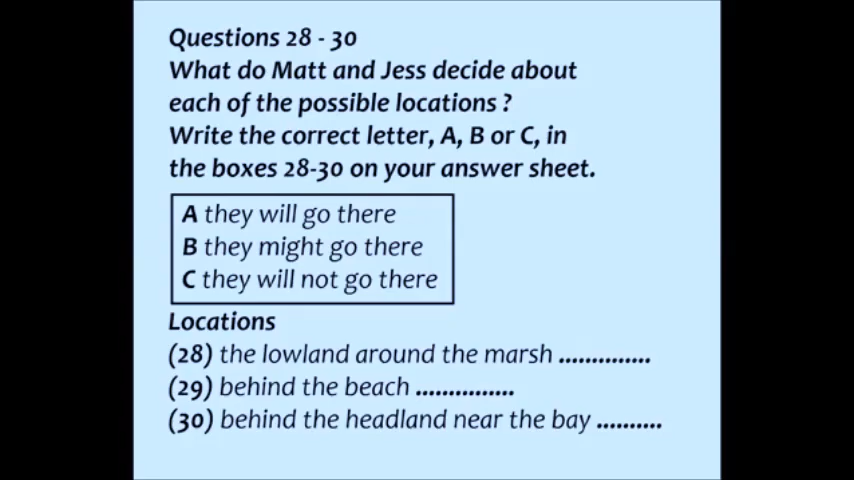 Questions 28 - 30
What do Matt and Jess decide about
each of the possible locations ?
Write the correct letter, A, B or C, in
the boxes 28-30 on your answer sheet.
A they will go there
B they might go there
C they will not go there
Locations
(28) the lowland around the marsh ..............
(29) behind the beach ...............
(30) behind the headland near the bay ..........